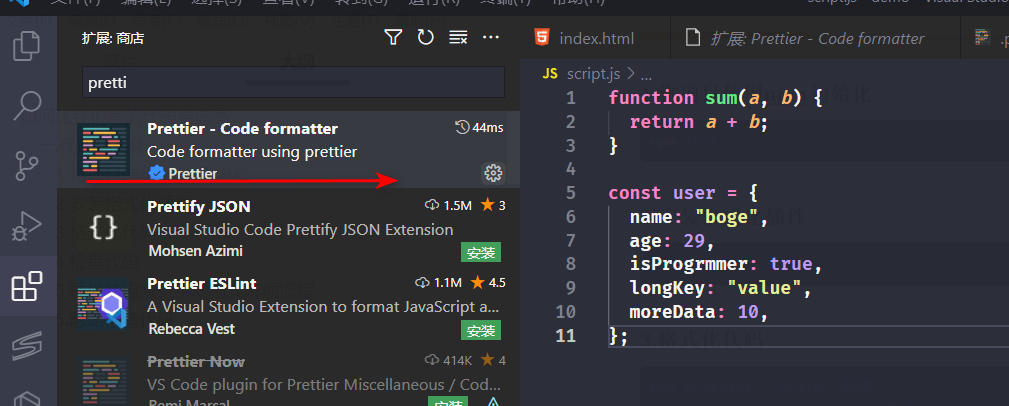 扩展: 商店
pretti
Prettier - Code formatter 44ms
Code formatter using prettier
Prettier
Prettify JSON 1.5M 3
Visual Studio Code Prettify JSON Extension
Mohsen Azimi 安装
Prettier ESLint 1.1M 4.5
A Visual Studio Extension to format JavaScript a...
Rebecca Vest 安装
Prettier Now 414K 4
VS Code plugin for Prettier Miscellaneous / Cod...
Remi Marsal 安装
index.html 扩展: Prettier - Code formatter
JS script.js > ...
1 function sum(a, b) {
2 return a + b;
3 }
4
5 const user = {
6 name: "boge",
7 age: 29,
8 isProgrmmer: true,
9 longKey: "value",
10 moreData: 10,
11 };